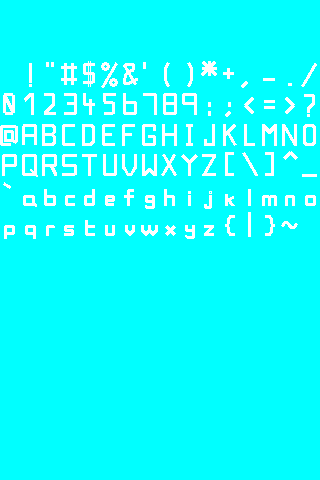 !"#$%&'()*+,-./
0123456789:;<=>?
@ABCDEFGHIJKLMNO
PQRSTUVWXYZ[\]^_
`abcdefghijklmno
pqrstuvwxyz{|}~